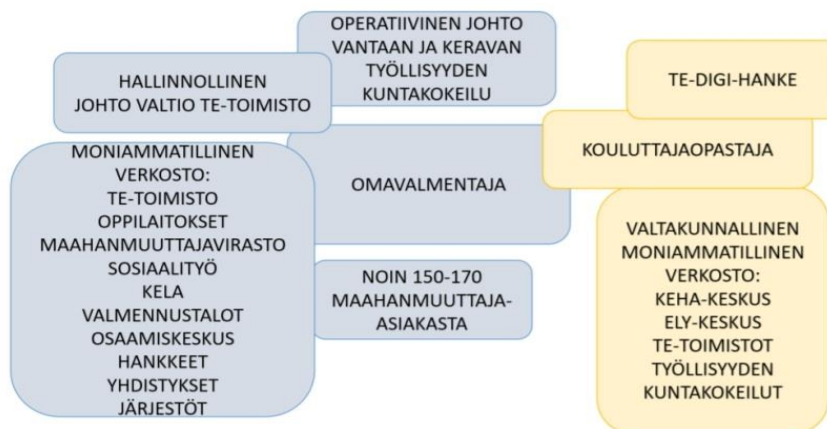 OPERATIIVINEN JOHTO
VANTAAN JA KERAVAN
TYÖLLISYYDEN
KUNTAKOKEILU
HALLINNOLLINEN
JOHTO VALTIO TE-TOIMISTO
TE-DIGI-HANKE
KOULUTTAJAOPASTAJA
OMAVALMENTAJA
MONIAMMATILLINEN
VERKOSTO:
TE-TOIMISTO
OPPILAITOKSET
MAAHANMUUTTAJAVIRASTO
SOSIAALITYÖ
KELA
VALMENNUSTALOT
OSAAMISKESKUS
HANKKEET
YHDISTYKSET
JÄRJESTÖT
NOIN 150-170
MAAHANMUUTTAJA-
ASIAKASTA
VALTAKUNNALLINEN
MONIAMMATILLINEN
VERKOSTO:
KEHA-KESKUS
ELY-KESKUS
TE-TOIMISTOT
TYÖLLISYYDEN
KUNTAKOKEILUT